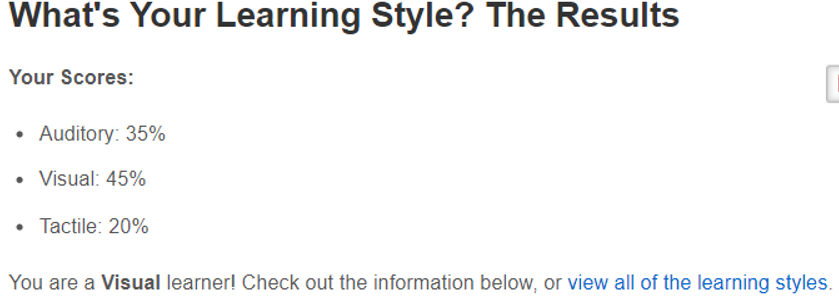 What's Your Learning Style? The Results
Your Scores:
• Auditory: 35%
• Visual: 45%
• Tactile: 20%
You are a Visual learner! Check out the information below, or view all of the learning styles.